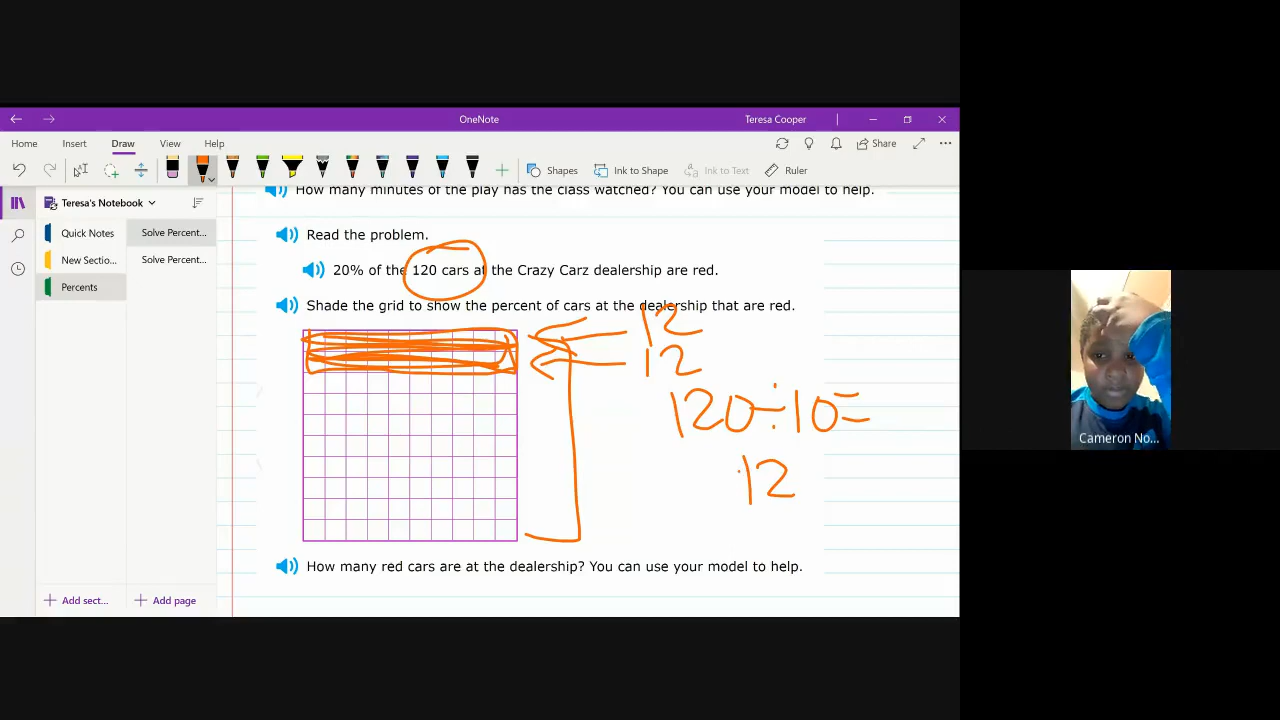 OneNote
Teresa Cooper
Home Insert Draw View Help
Share
Shapes Ink to Shape Ink to Text Ruler
Teresa's Notebook
Quick Notes
New Sectio...
Percents
Solve Percent...
Solve Percent...
How many minutes of the play has the class watched? You can use your model to help.
Read the problem.
20% of the 120 cars at the Crazy Carz dealership are red.
Shade the grid to show the percent of cars at the dealership that are red.
12
12
120÷10=
12
Cameron No...
How many red cars are at the dealership? You can use your model to help.
Add sect... Add page